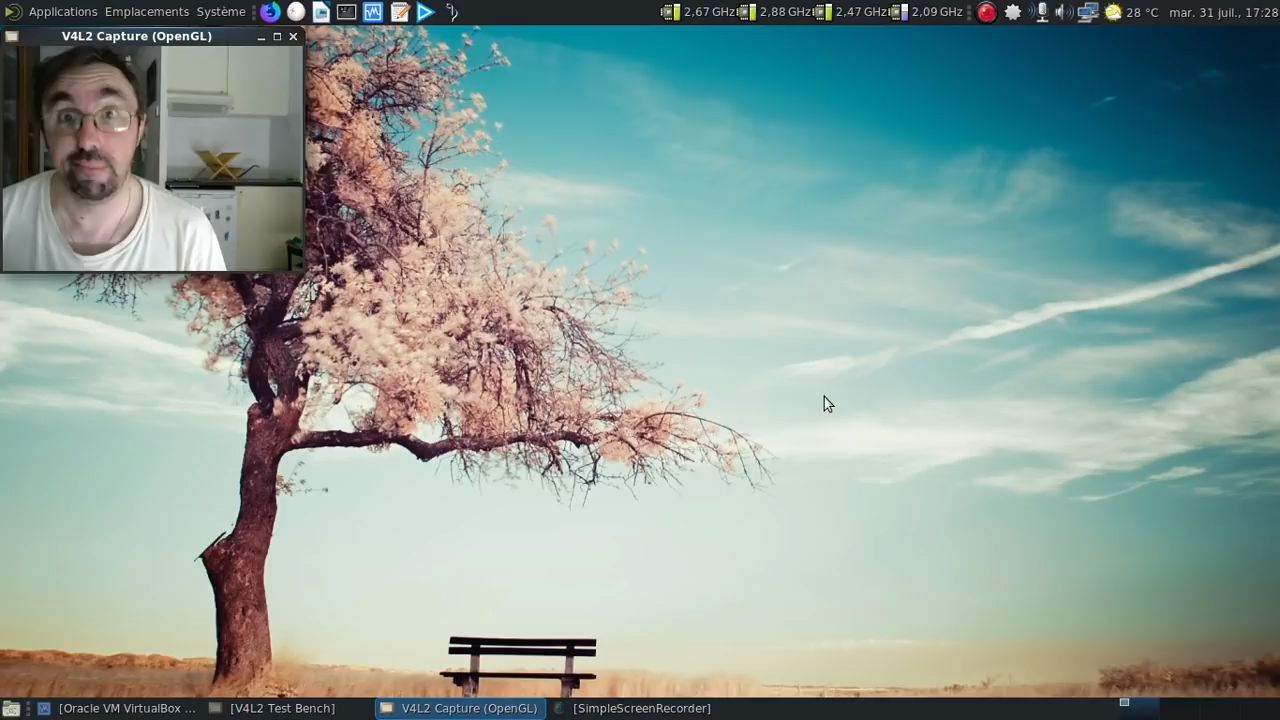 Applications Emplacements Système 2,67 GHz 2,88 GHz 2,47 GHz 2,09 GHz 28 °C mar. 31 juil., 17:28
V4L2 Capture (OpenGL)
[Oracle VM VirtualBox ... [V4L2 Test Bench] V4L2 Capture (OpenGL) [SimpleScreenRecorder]